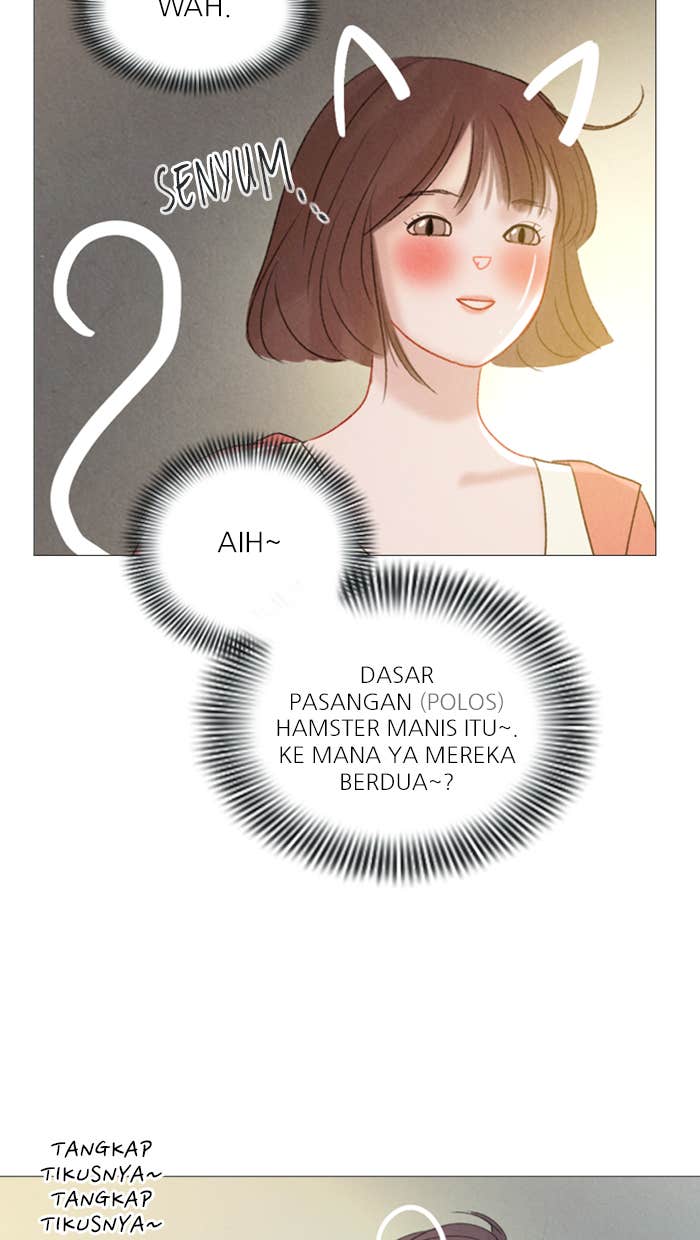 WAH.
SENYUM...
AIH~
DASAR
PASANGAN (POLOS)
HAMSTER MANIS ITU~.
KE MANA YA MEREKA
BERDUA~?
TANGKAP
TIKUSNYA~
TANGKAP
TIKUSNYA~